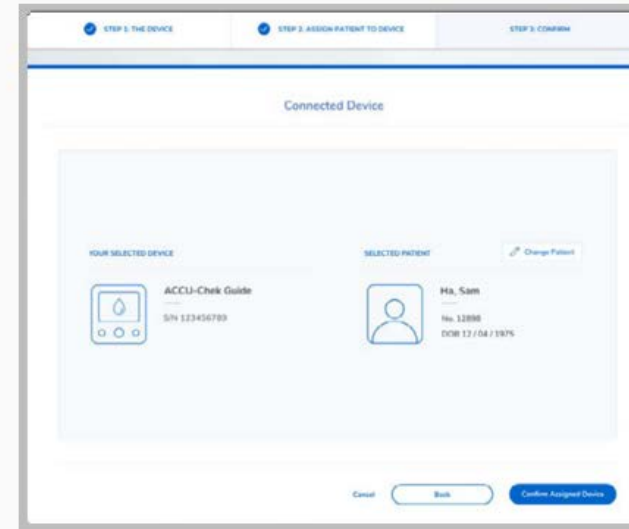 STEP 1: THE DEVICE
STEP 2: ASSIGN PATIENT TO DEVICE
STEP 3: CONFIRM
Connected Device
YOUR SELECTED DEVICE
ACCU-Chek Guide
S/N 123456789
SELECTED PATIENT
Change Patient
Ha, Sam
No. 12898
DOB 12 / 04 / 1975
Cancel
Back
Confirm Assigned Device